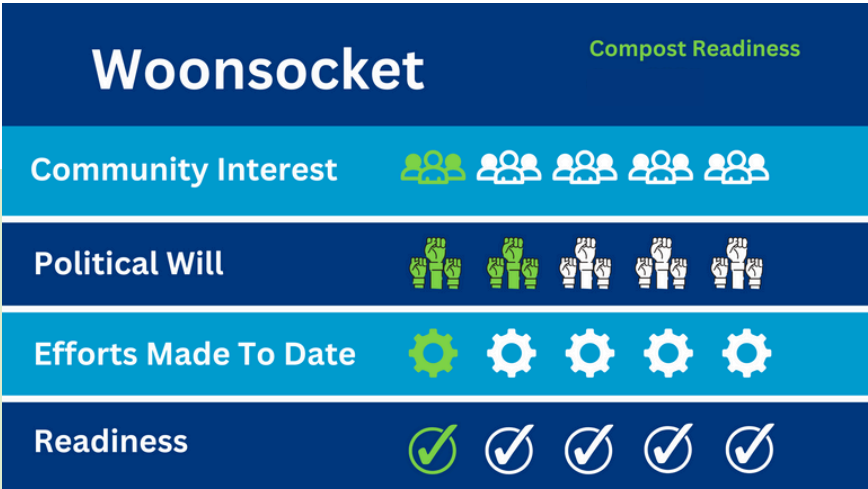 Woonsocket
Compost Readiness
Community Interest
Political Will
Efforts Made To Date
Readiness